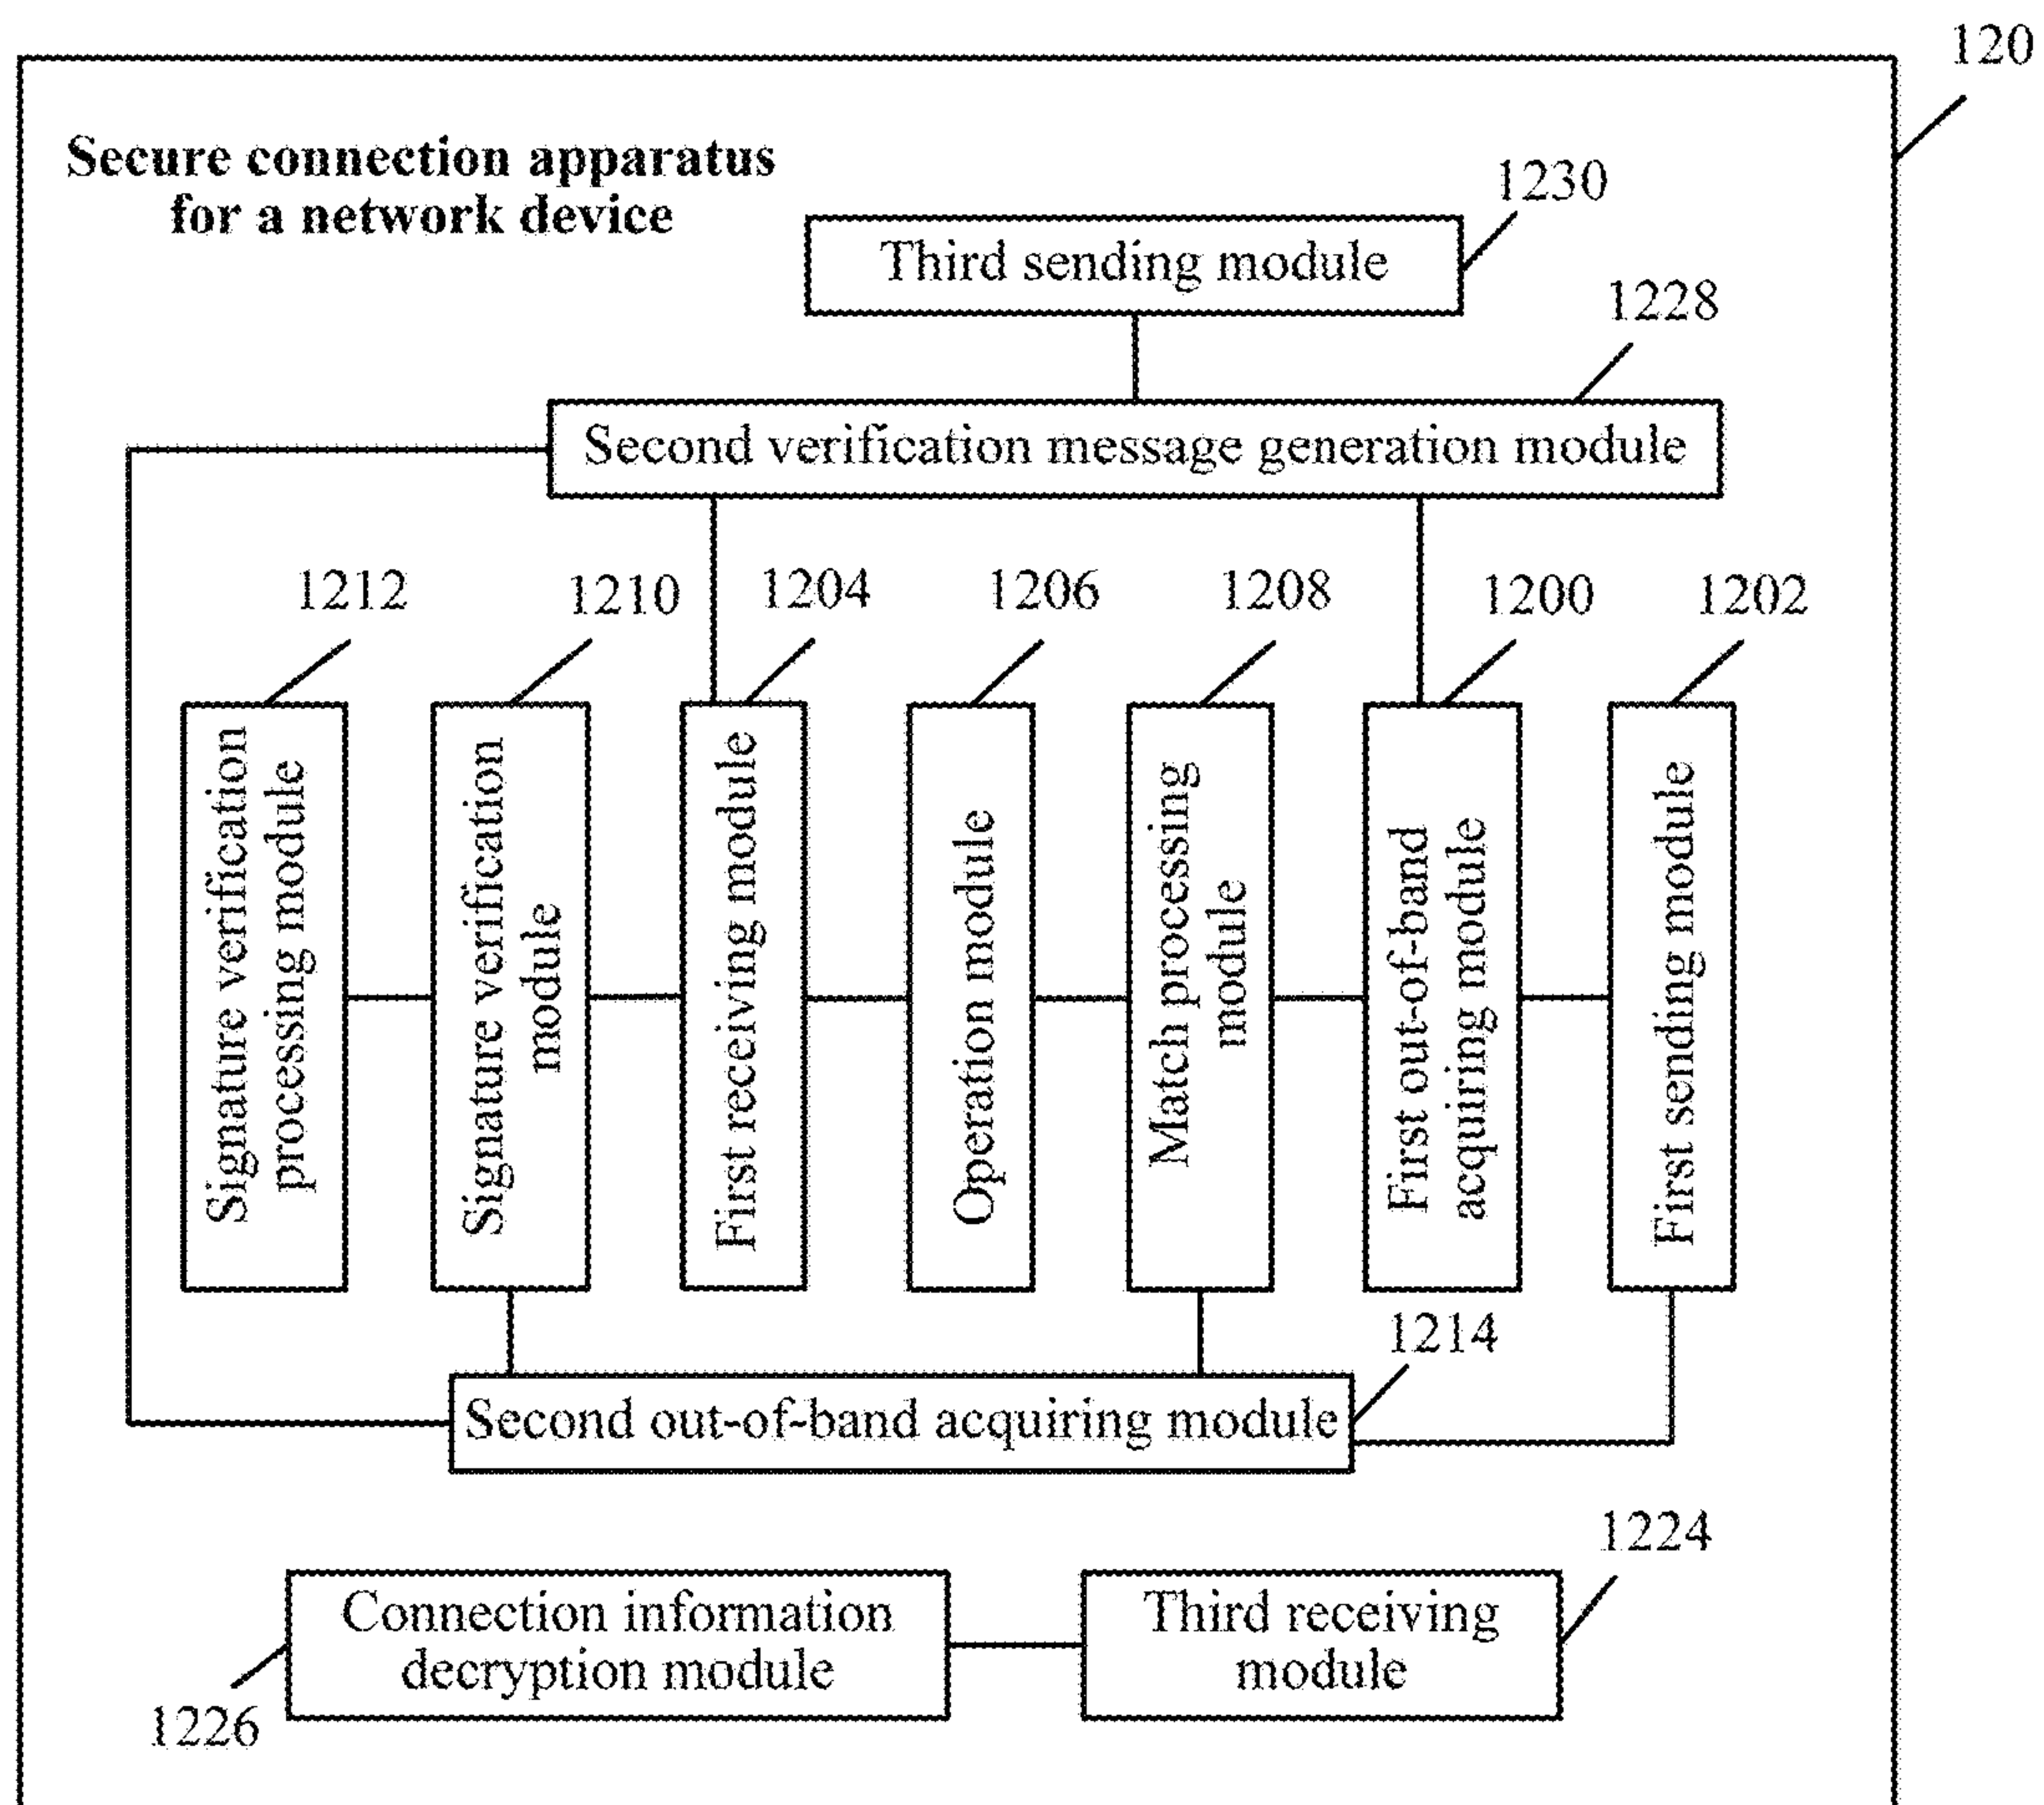 120
Secure connection apparatus
for a network device
1230
Third sending module
1228
Second verification message generation module
1212
1210
1204
1206
1208
1200
1202
Signature verification
processing module
Signature verification
module
First receiving module
Operation module
Match processing
module
First out-of-band
acquiring module
First sending module
1214
Second out-of-band acquiring module
1224
Connection information
decryption module
Third receiving
module
1226